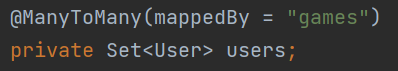 @ManyToMany(mappedBy = "games")
private Set<User> users;